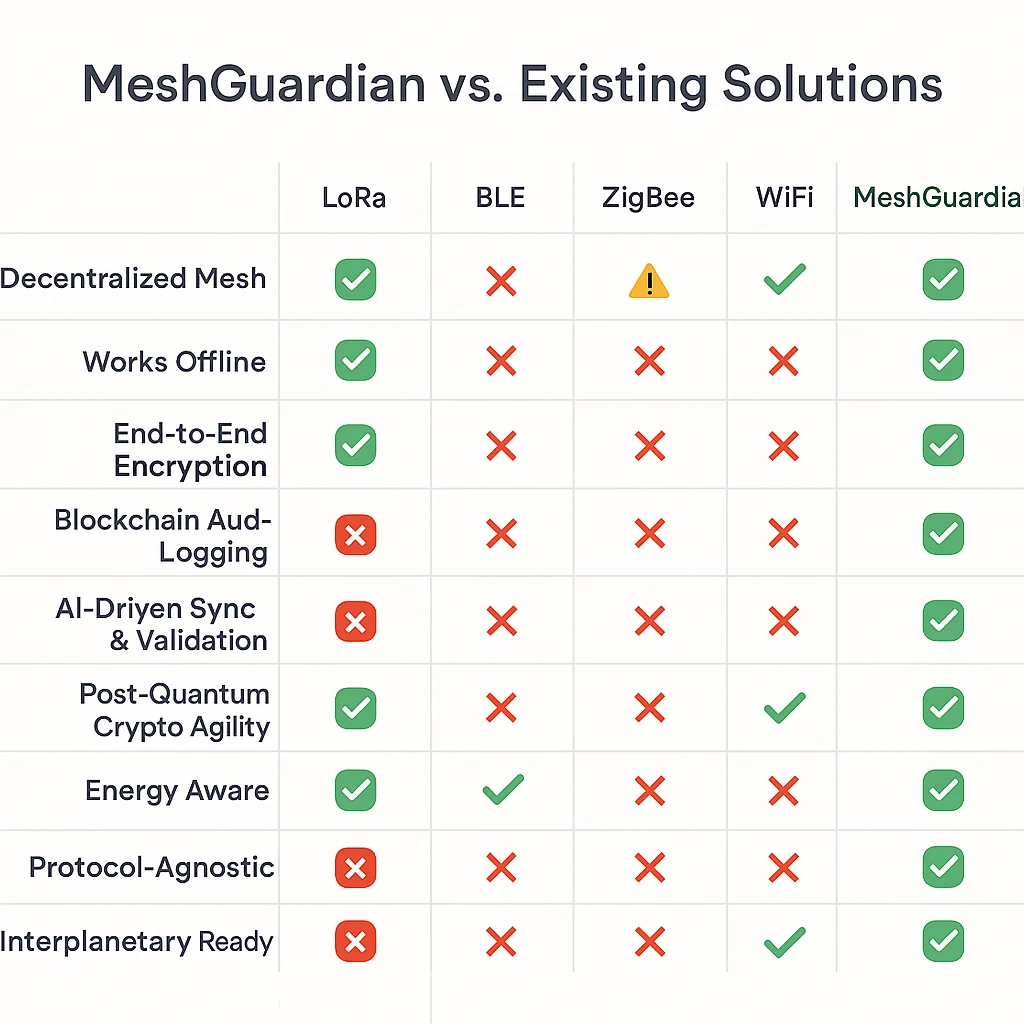 MeshGuardian vs. Existing Solutions
LoRa BLE ZigBee WiFi MeshGuardia
Decentralized Mesh
Works Offline
End-to-End
Encryption
Blockchain Aud-
Logging
AI-Driyen Sync
& Validation
Post-Quantum
Crypto Agility
Energy Aware
Protocol-Agnostic
Interplanetary Ready